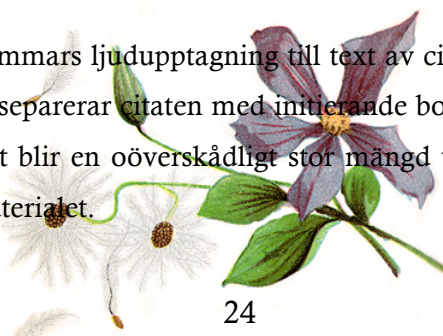 mmars ljudupptagning till text av ci
separerar citaten med initierande bo
t blir en oöverskådligt stor mängd
terialet.
24